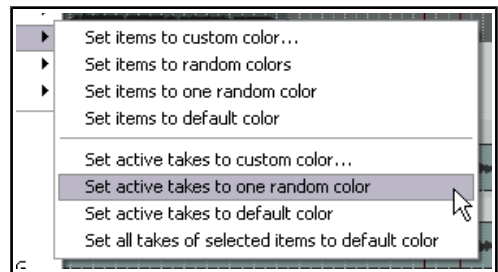 Set items to custom color...
Set items to random colors
Set items to one random color
Set items to default color
Set active takes to custom color...
Set active takes to one random color
Set active takes to default color
Set all takes of selected items to default color